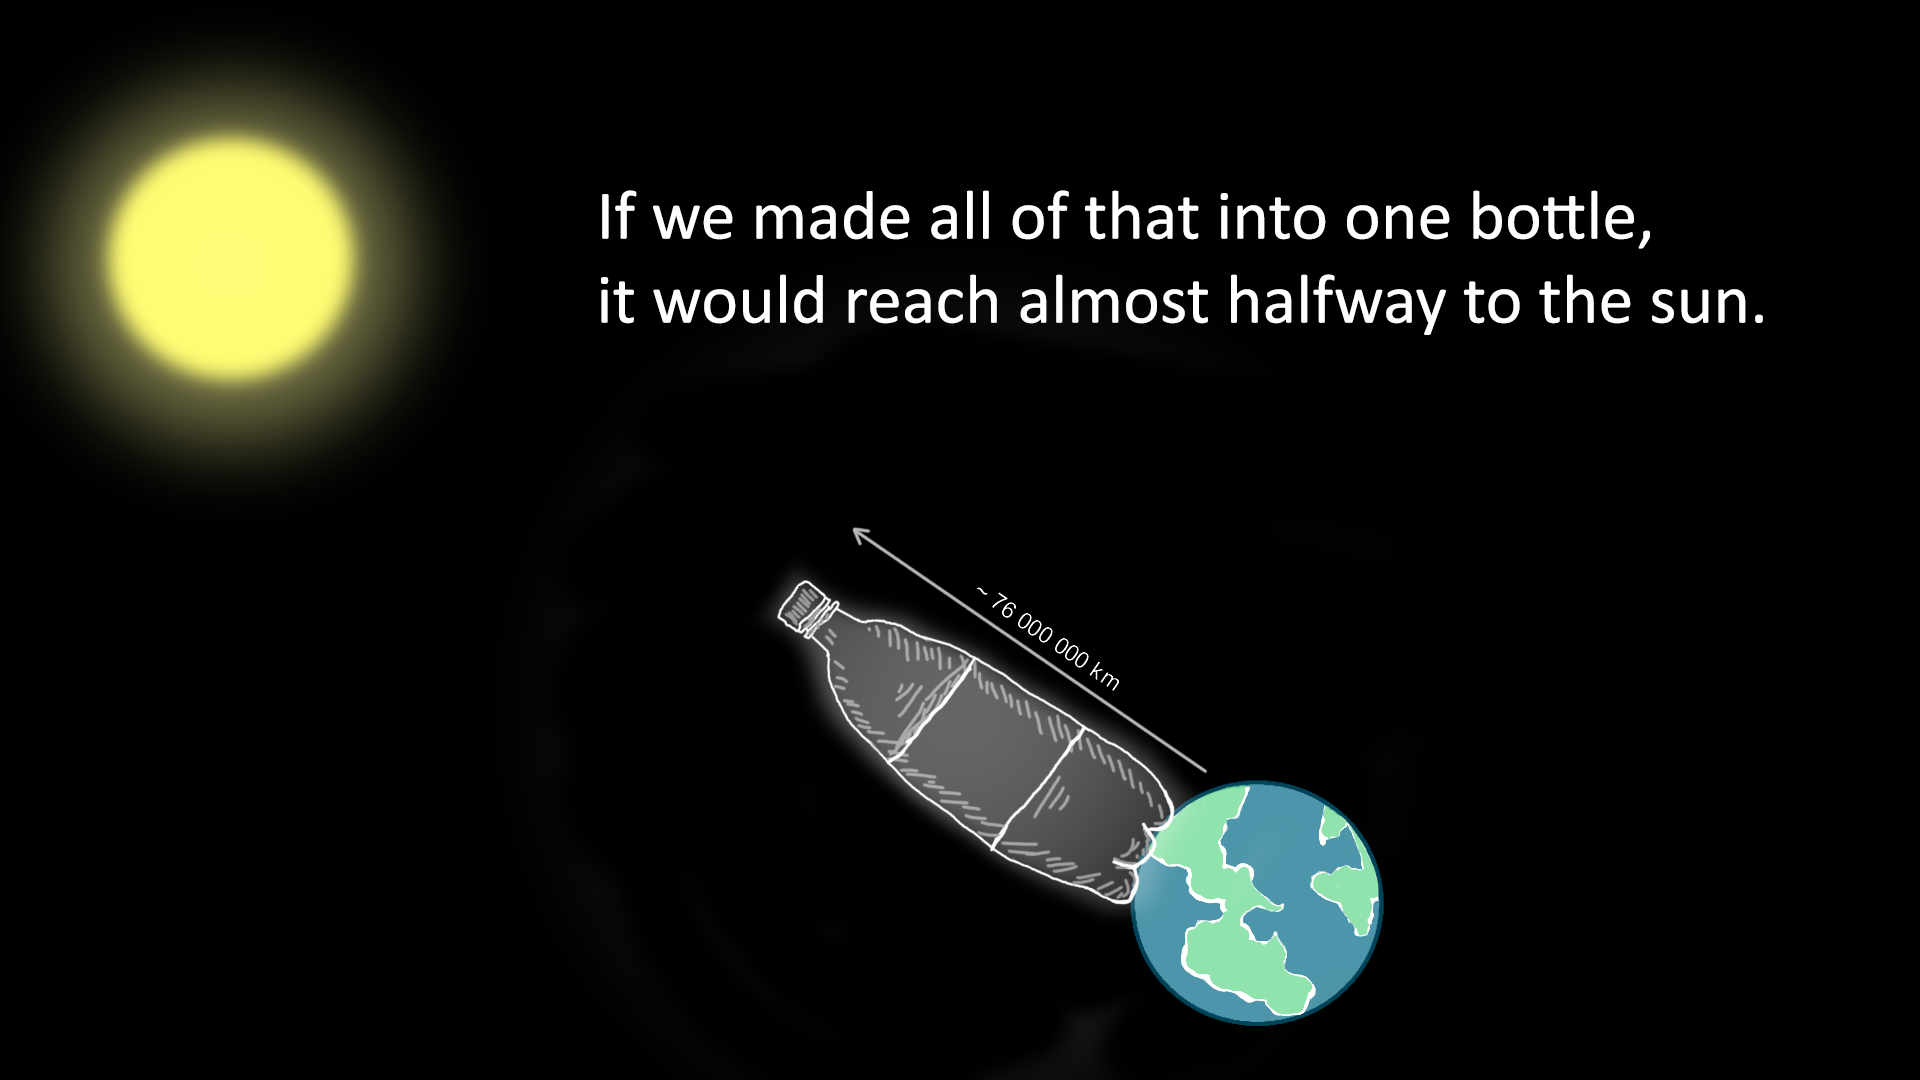 If we made all of that into one bottle,
it would reach almost halfway to the sun.
~ 76 000 000 km